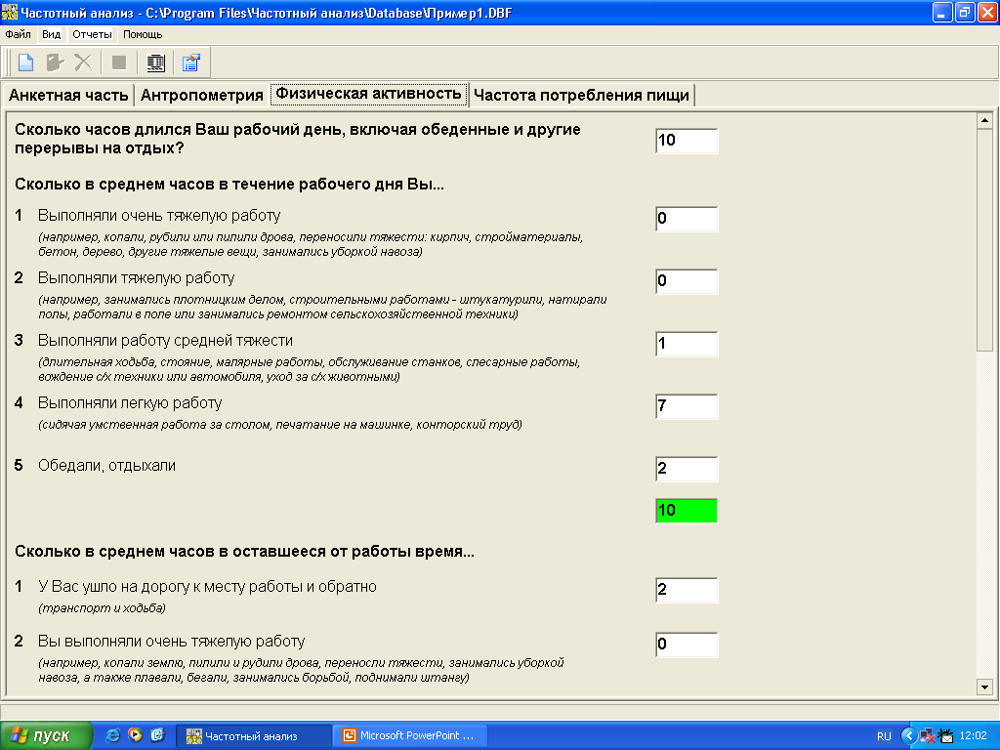 Частотный анализ - C:\Program Files\Частотный анализ\Database\Пример1.DBF
Файл Вид Отчеты Помощь
Анкетная часть Антропометрия Физическая активность Частота потребления пищи
Сколько часов длился Ваш рабочий день, включая обеденные и другие
перерывы на отдых?
10
Сколько в среднем часов в течение рабочего дня Вы...
1 Выполняли очень тяжелую работу 0
(например, копали, рубили или пилили дрова, переносили тяжести: кирпич, стройматериалы,
бетон, дерево, другие тяжелые вещи, занимались уборкой навоза)
2 Выполняли тяжелую работу 0
(например, занимались плотницким делом, строительными работами - штукатурили, натирали
полы, работали в поле или занимались ремонтом сельскохозяйственной техники)
3 Выполняли работу средней тяжести 1
(длительная ходьба, стояние, малярные работы, обслуживание станков, слесарные работы,
вождение с/х техники или автомобиля, уход за с/х животными)
4 Выполняли легкую работу 7
(сидячая умственная работа за столом, печатание на машинке, конторский труд)
5 Обедали, отдыхали 2
10
Сколько в среднем часов в оставшееся от работы время...
1 У Вас ушло на дорогу к месту работы и обратно 2
(транспорт и ходьба)
2 Вы выполняли очень тяжелую работу 0
(например, копали землю, пилили и рудили дрова, переносли тяжести, занимались уборкой
навоза, а также плавали, бегали, занимались борьбой, поднимали штангу)
пуск Частотный анализ Microsoft PowerPoint ... RU 12:02